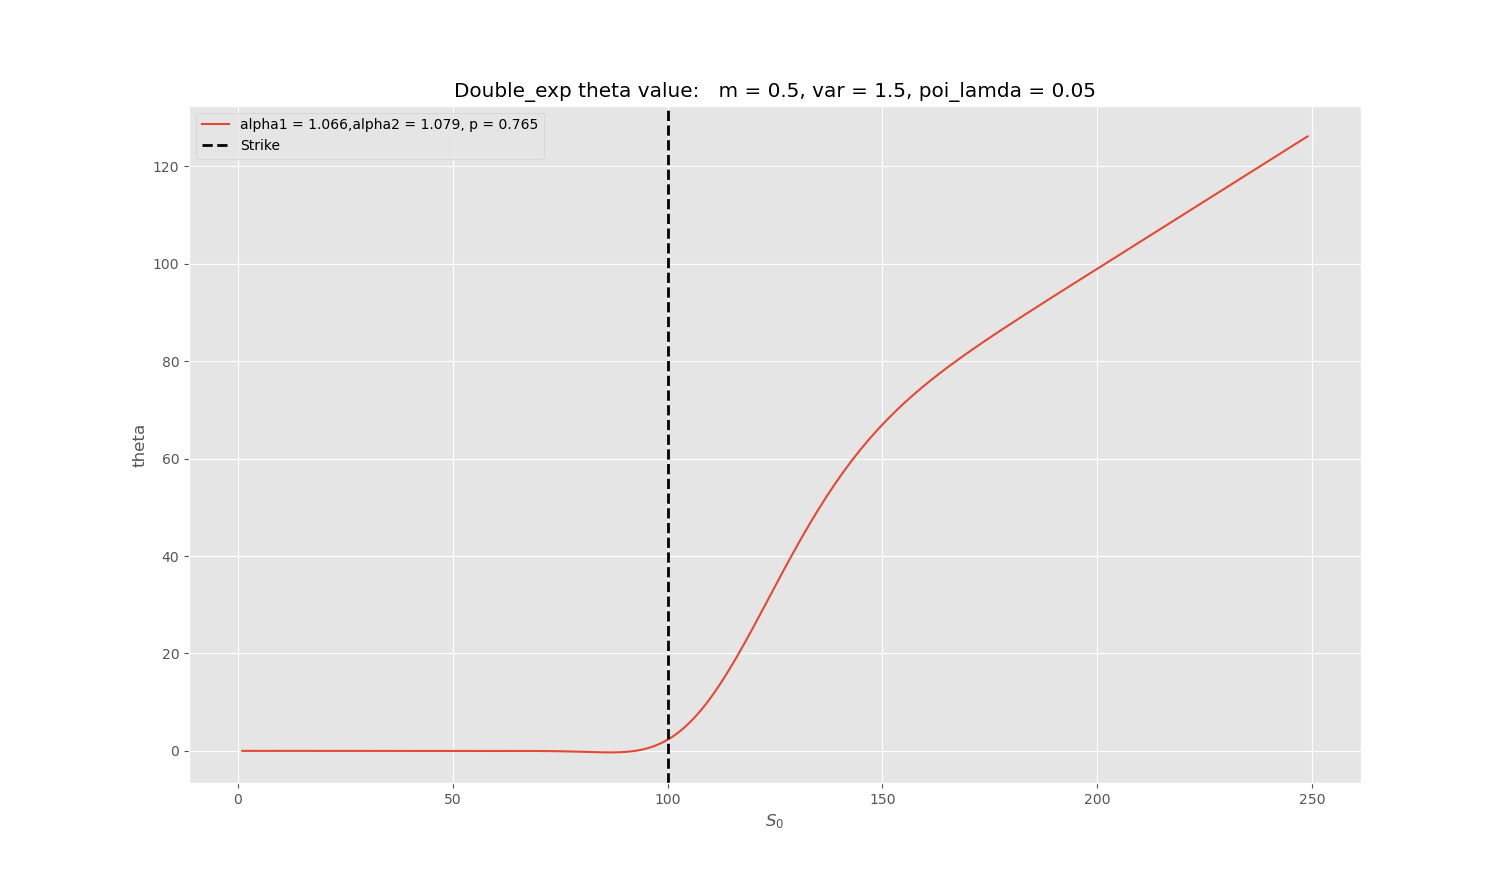 Double_exp theta value:   m = 0.5, var = 1.5, poi_lamda = 0.05
alpha1 = 1.066,alpha2 = 1.079, p = 0.765
Strike
120
100
80
60
40
20
0
theta
0 50 100 150 200 250
S₀